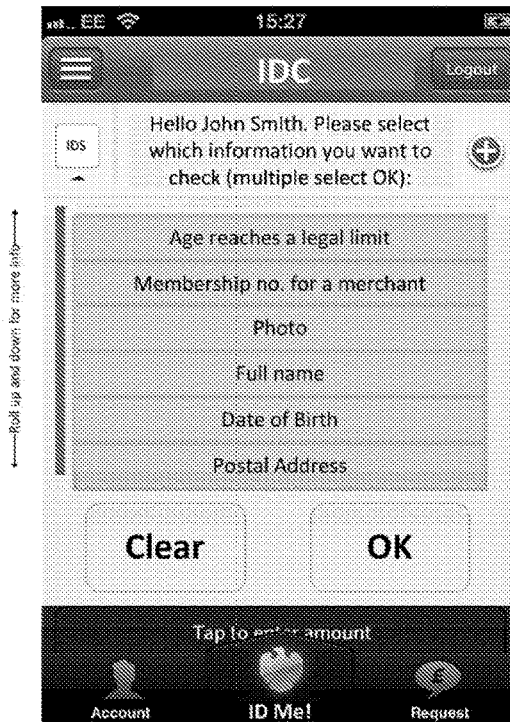 EE 15:27
IDC
Logout
IDS
Hello John Smith. Please select
which information you want to
check (multiple select OK):
Roll up and down for more info
Age reaches a legal limit
Membership no. for a merchant
Photo
Full name
Date of Birth
Postal Address
Clear
OK
Tap to enter amount
Account
ID Me!
£
Request